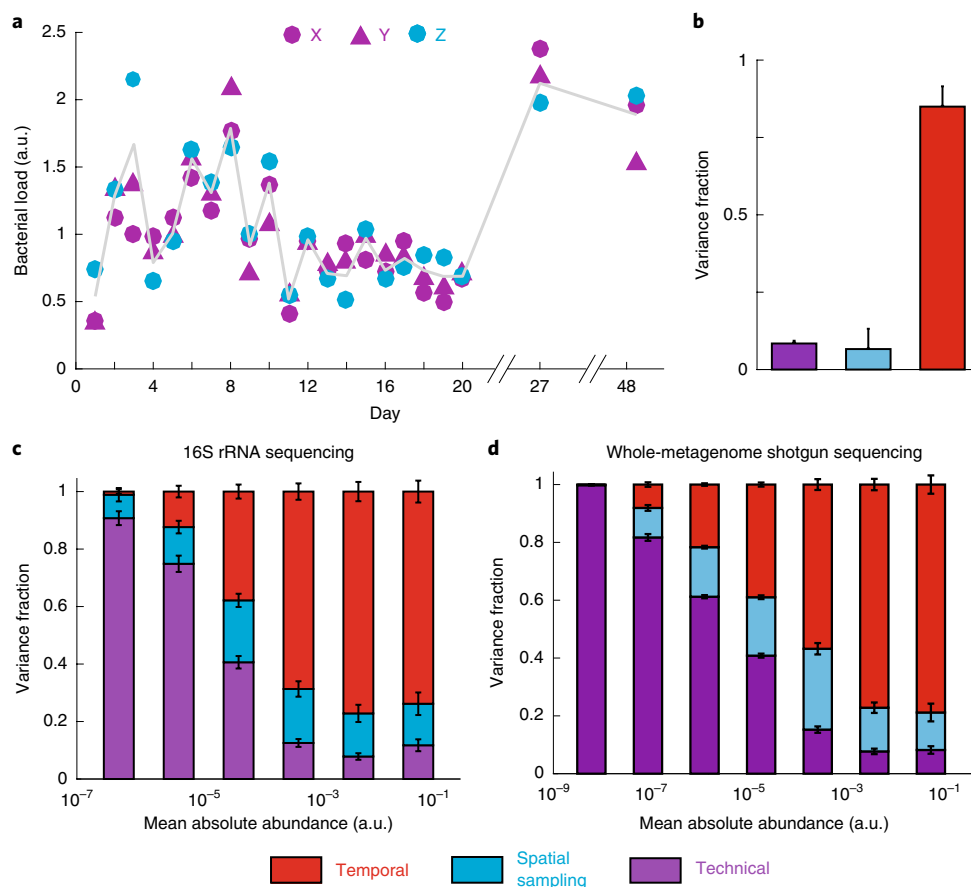 a
X Y Z
2.5
2
1.5
1
0.5
0
Bacterial load (a.u.)
0 4 8 12 16 20 27 48
Day
b
1
0.5
0
Variance fraction
c
16S rRNA sequencing
1
0.8
0.6
0.4
0.2
0
Variance fraction
10⁻⁷ 10⁻⁵ 10⁻³ 10⁻¹
Mean absolute abundance (a.u.)
d
Whole-metagenome shotgun sequencing
1
0.8
0.6
0.4
0.2
0
Variance fraction
10⁻⁹ 10⁻⁷ 10⁻⁵ 10⁻³ 10⁻¹
Mean absolute abundance (a.u.)
Temporal
Spatial
sampling
Technical